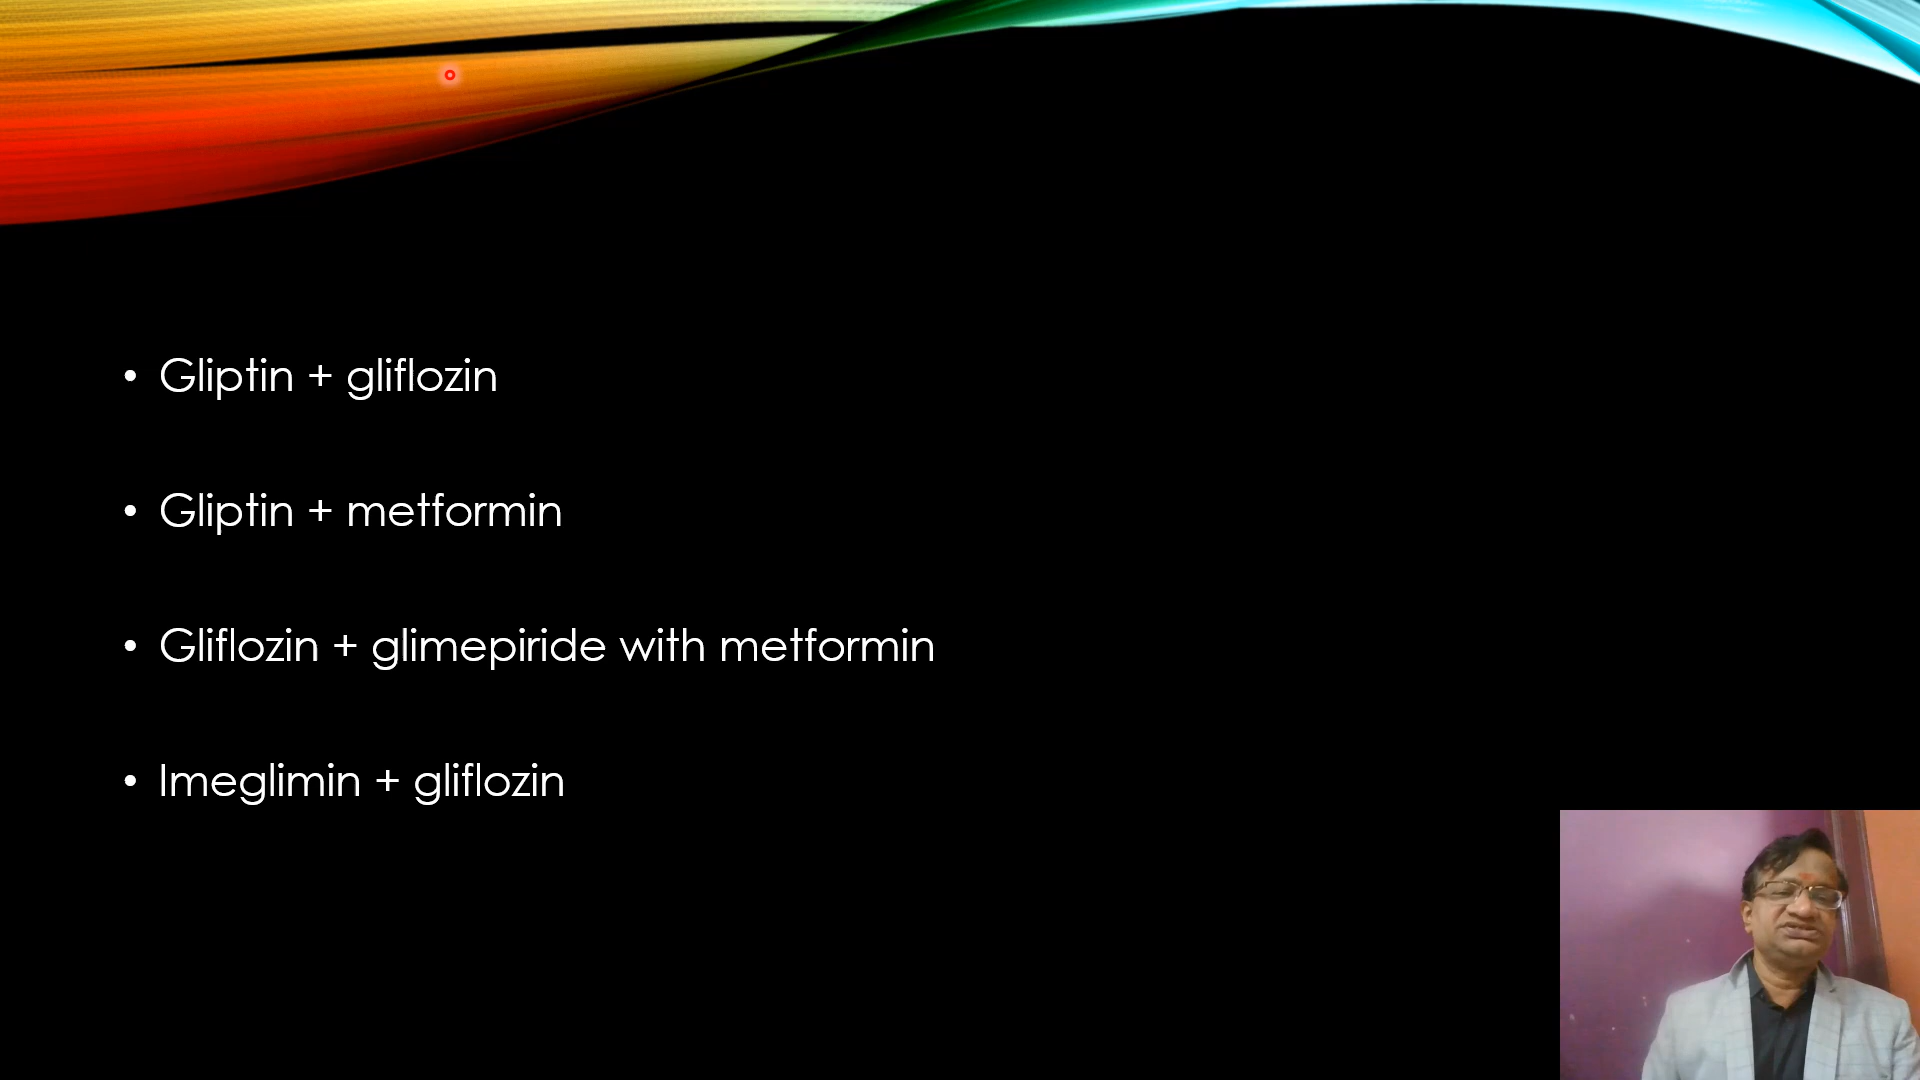 • Gliptin + gliflozin
• Gliptin + metformin
• Gliflozin + glimepiride with metformin
• Imeglimin + gliflozin